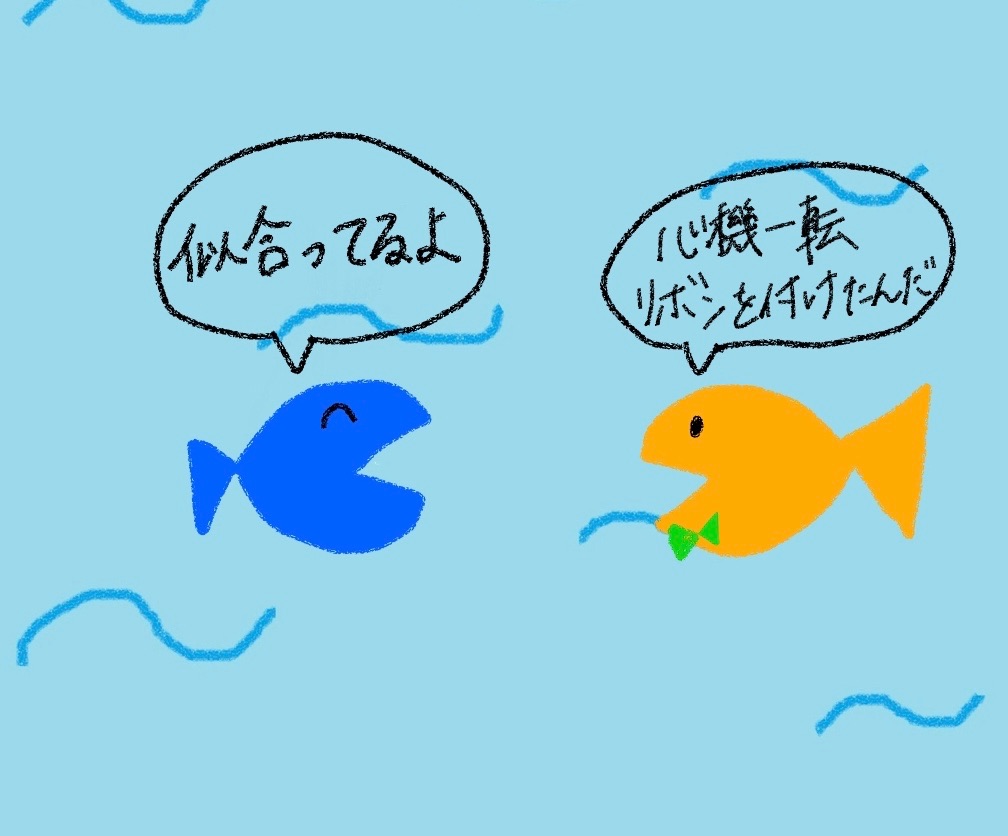 心機一転
リボンを付けたんだ
似合ってるよ